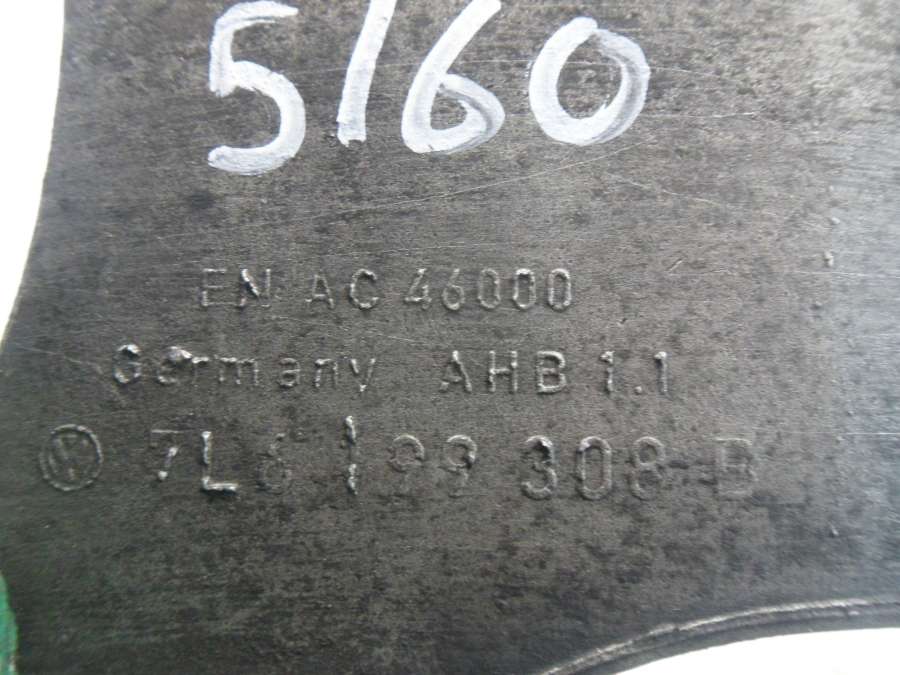 5160
EN AC 46000
Germany AHB 1.1
7L6 199 308 B